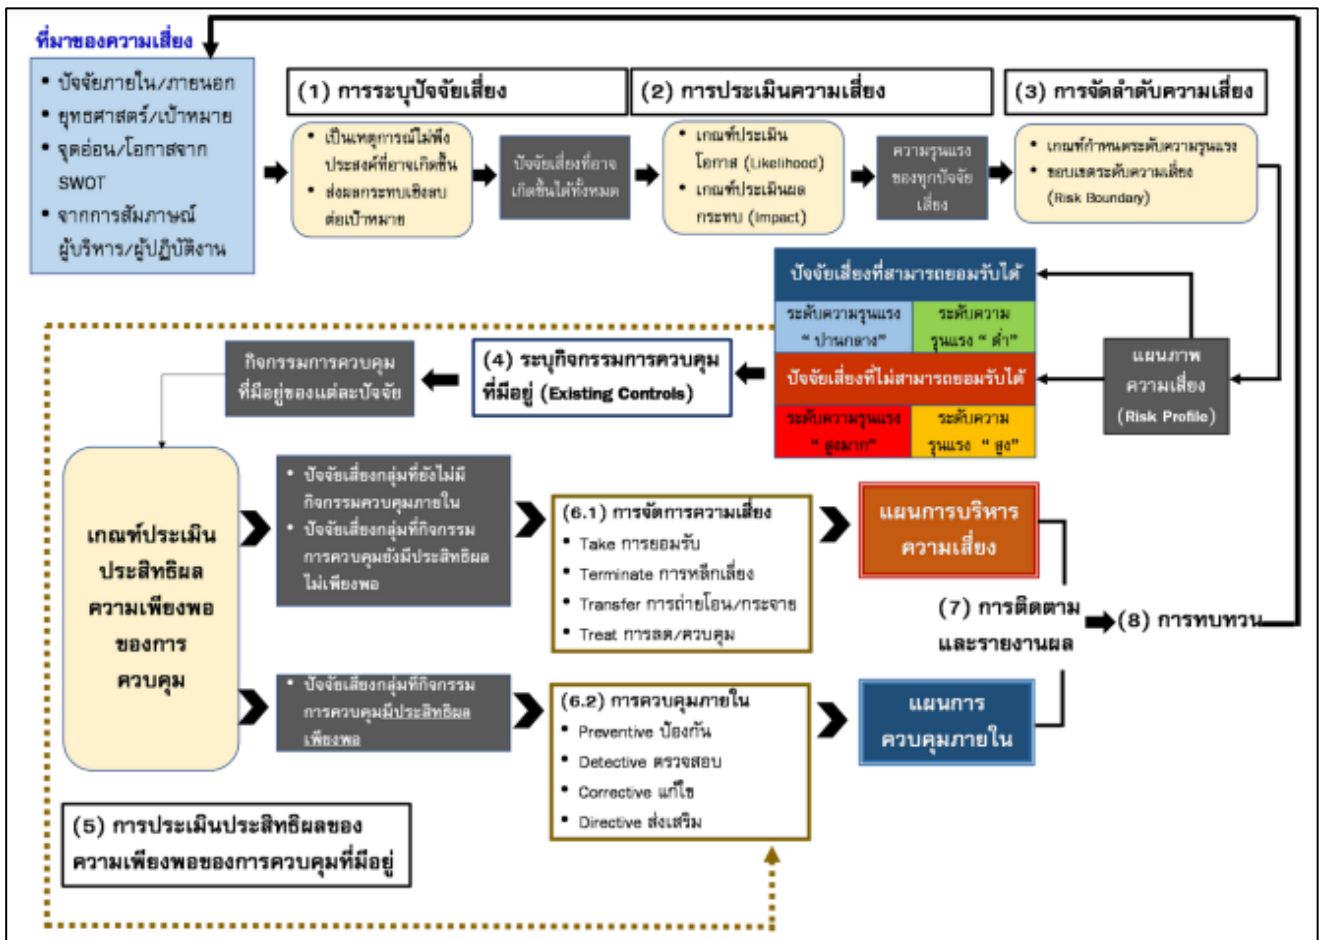 ที่มาของความเสี่ยง
• ปัจจัยภายใน/ภายนอก
• ยุทธศาสตร์/เป้าหมาย
• จุดอ่อน/โอกาสจาก
SWOT
• จากการสัมภาษณ์
ผู้บริหาร/ผู้ปฏิบัติงาน
(1) การระบุปัจจัยเสี่ยง
• เป็นเหตุการณ์ไม่พึง
ประสงค์ที่อาจเกิดขึ้น
• ส่งผลกระทบเชิงลบ
ต่อเป้าหมาย
ปัจจัยเสี่ยงที่อาจ
เกิดขึ้นได้ทั้งหมด
(2) การประเมินความเสี่ยง
• เกณฑ์ประเมิน
โอกาส (Likelihood)
• เกณฑ์ประเมินผล
กระทบ (Impact)
ความรุนแรง
ของทุกปัจจัย
เสี่ยง
(3) การจัดลำดับความเสี่ยง
• เกณฑ์กำหนดระดับความรุนแรง
• ขอบเขตระดับความเสี่ยง
(Risk Boundary)
แผนภาพ
ความเสี่ยง
(Risk Profile)
ปัจจัยเสี่ยงที่สามารถยอมรับได้
ระดับความรุนแรง
“ ปานกลาง”
ระดับความ
รุนแรง “ ต่ำ”
ปัจจัยเสี่ยงที่ไม่สามารถยอมรับได้
ระดับความรุนแรง
“ สูงมาก”
ระดับความ
รุนแรง “ สูง”
(4) ระบุกิจกรรมการควบคุม
ที่มีอยู่ (Existing Controls)
กิจกรรมการควบคุม
ที่มีอยู่ของแต่ละปัจจัย
เกณฑ์ประเมิน
ประสิทธิผล
ความเพียงพอ
ของการ
ควบคุม
• ปัจจัยเสี่ยงกลุ่มที่ยังไม่มี
กิจกรรมควบคุมภายใน
• ปัจจัยเสี่ยงกลุ่มที่กิจกรรม
การควบคุมยังมีประสิทธิผล
ไม่เพียงพอ
(6.1) การจัดการความเสี่ยง
• Take การยอมรับ
• Terminate การหลีกเลี่ยง
• Transfer การถ่ายโอน/กระจาย
• Treat การลด/ควบคุม
แผนการบริหาร
ความเสี่ยง
• ปัจจัยเสี่ยงกลุ่มที่กิจกรรม
การควบคุมมีประสิทธิผล
เพียงพอ
(6.2) การควบคุมภายใน
• Preventive ป้องกัน
• Detective ตรวจสอบ
• Corrective แก้ไข
• Directive ส่งเสริม
แผนการ
ควบคุมภายใน
(7) การติดตาม
และรายงานผล
(8) การทบทวน
(5) การประเมินประสิทธิผลของ
ความเพียงพอของการควบคุมที่มีอยู่